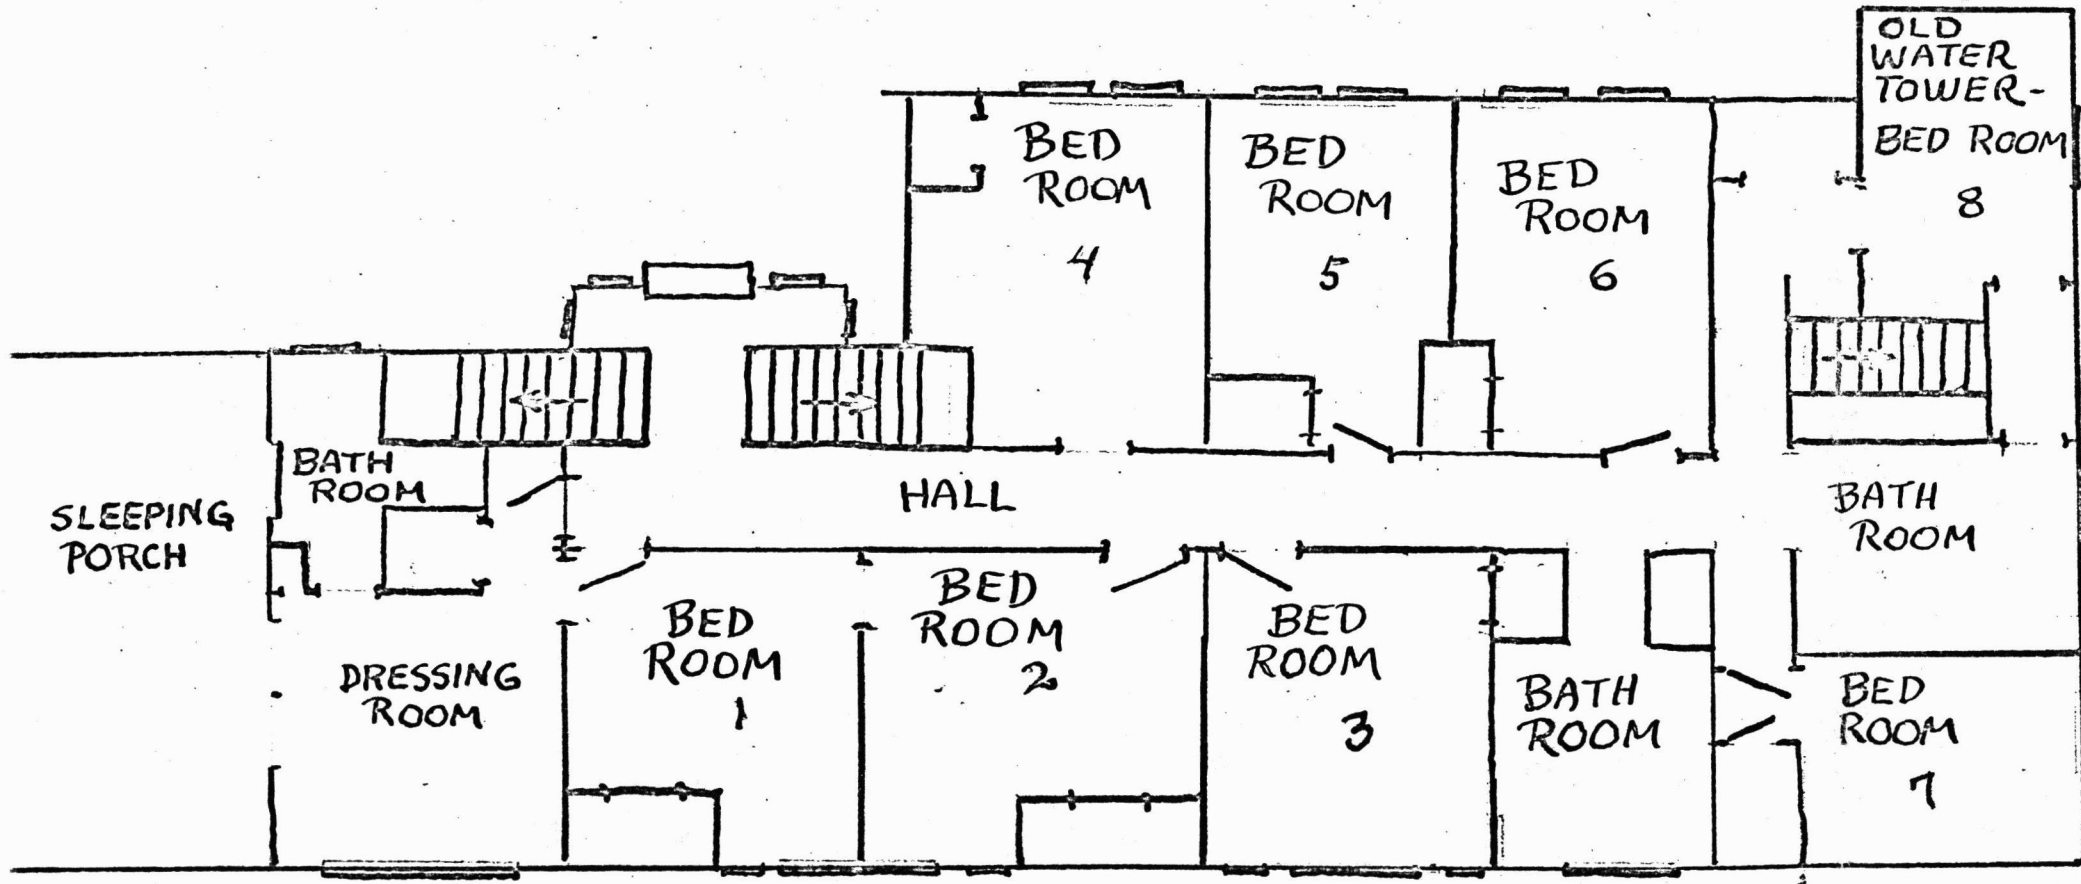 OLD
WATER
TOWER-
BED ROOM
8
BED
ROOM
4
BED
ROOM
5
BED
ROOM
6
BATH
ROOM
SLEEPING
PORCH
HALL
BATH
ROOM
DRESSING
ROOM
BED
ROOM
1
BED
ROOM
2
BED
ROOM
3
BATH
ROOM
BED
ROOM
7